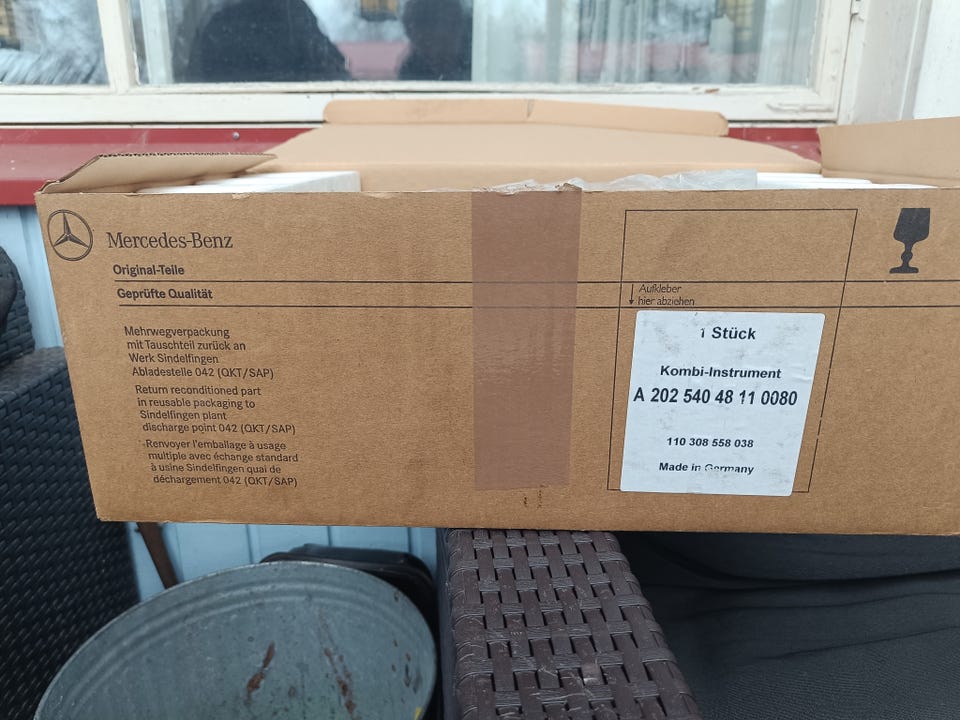 Mercedes-Benz
Original-Teile
Geprüfte Qualität
Mehrwegverpackung
mit Tauschteil zurück an
Werk Sindelfingen
Abladestelle 042 (QKT/SAP)
Return reconditioned part
in reusable packaging to
Sindelfingen plant
discharge point 042 (QKT/SAP)
Renvoyer l'emballage à usage
multiple avec échange standard
à usine Sindelfingen quai de
déchargement 042 (QKT/SAP)
Aufkleber
hier abziehen
1 Stück
Kombi-Instrument
A 202 540 48 11 0080
110 308 558 038
Made in Germany